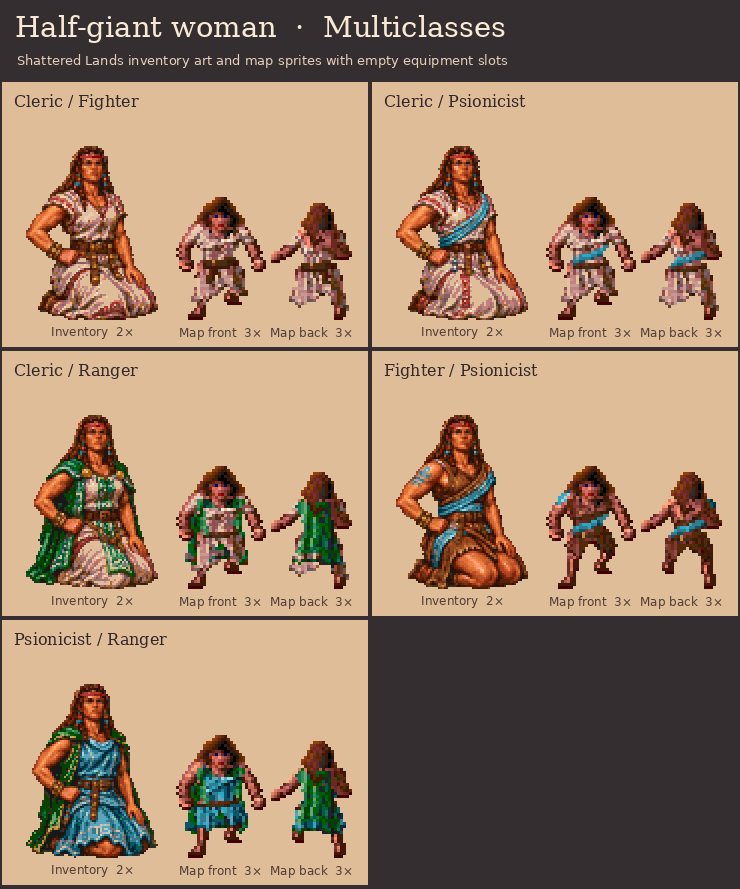 Half-giant woman · Multiclasses
Shattered Lands inventory art and map sprites with empty equipment slots
Cleric / Fighter
Inventory 2×
Map front 3×
Map back 3×
Cleric / Psionicist
Inventory 2×
Map front 3×
Map back 3×
Cleric / Ranger
Inventory 2×
Map front 3×
Map back 3×
Fighter / Psionicist
Inventory 2×
Map front 3×
Map back 3×
Psionicist / Ranger
Inventory 2×
Map front 3×
Map back 3×